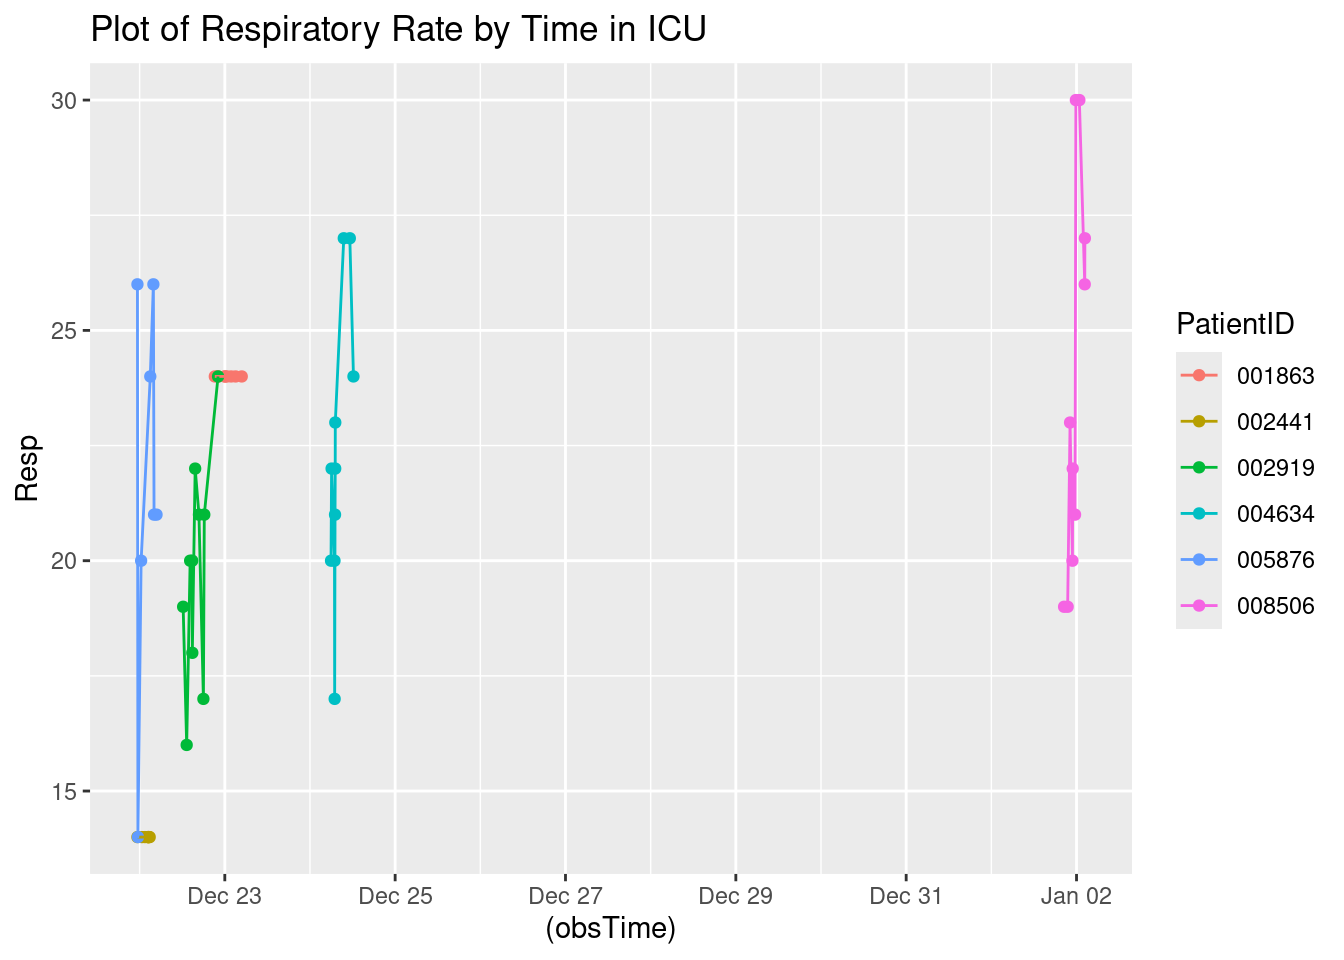 Plot of Respiratory Rate by Time in ICU
30
25
20
15
Resp
Dec 23
Dec 25
Dec 27
Dec 29
Dec 31
Jan 02
(obsTime)
PatientID
001863
002441
002919
004634
005876
008506